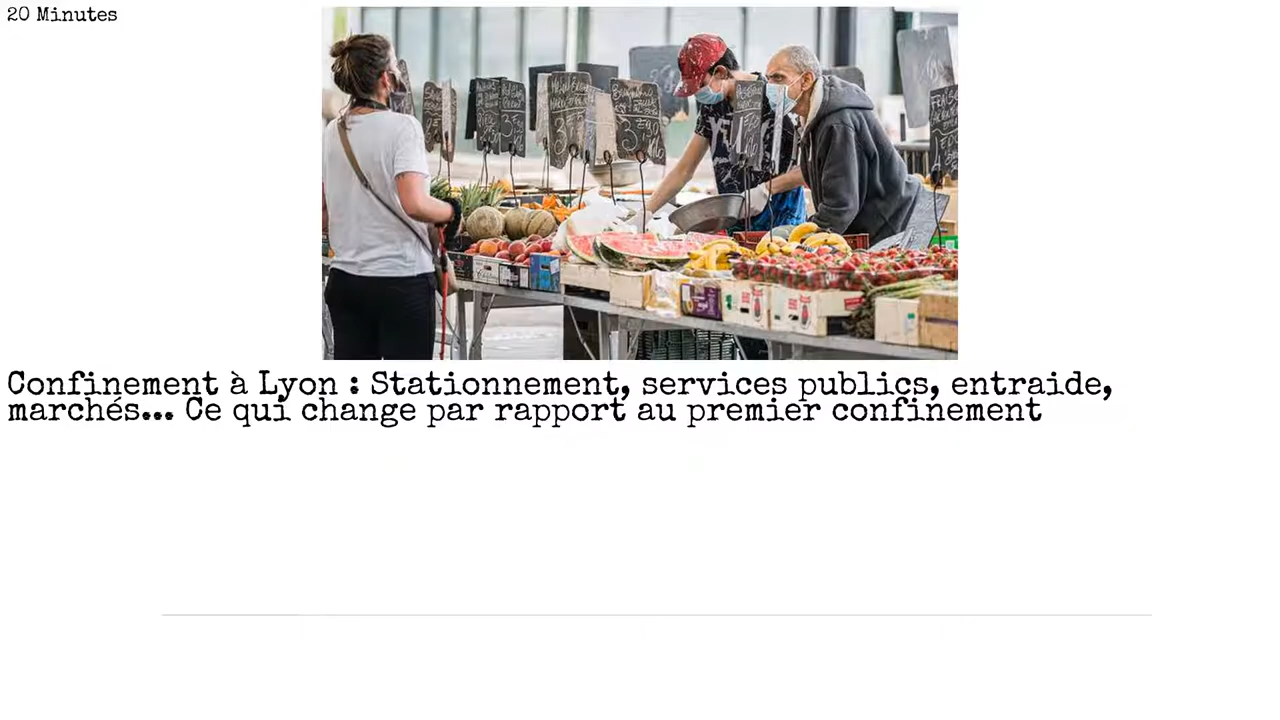 20 Minutes
Confinement à Lyon : Stationnement, services publics, entraide,
marchés... Ce qui change par rapport au premier confinement